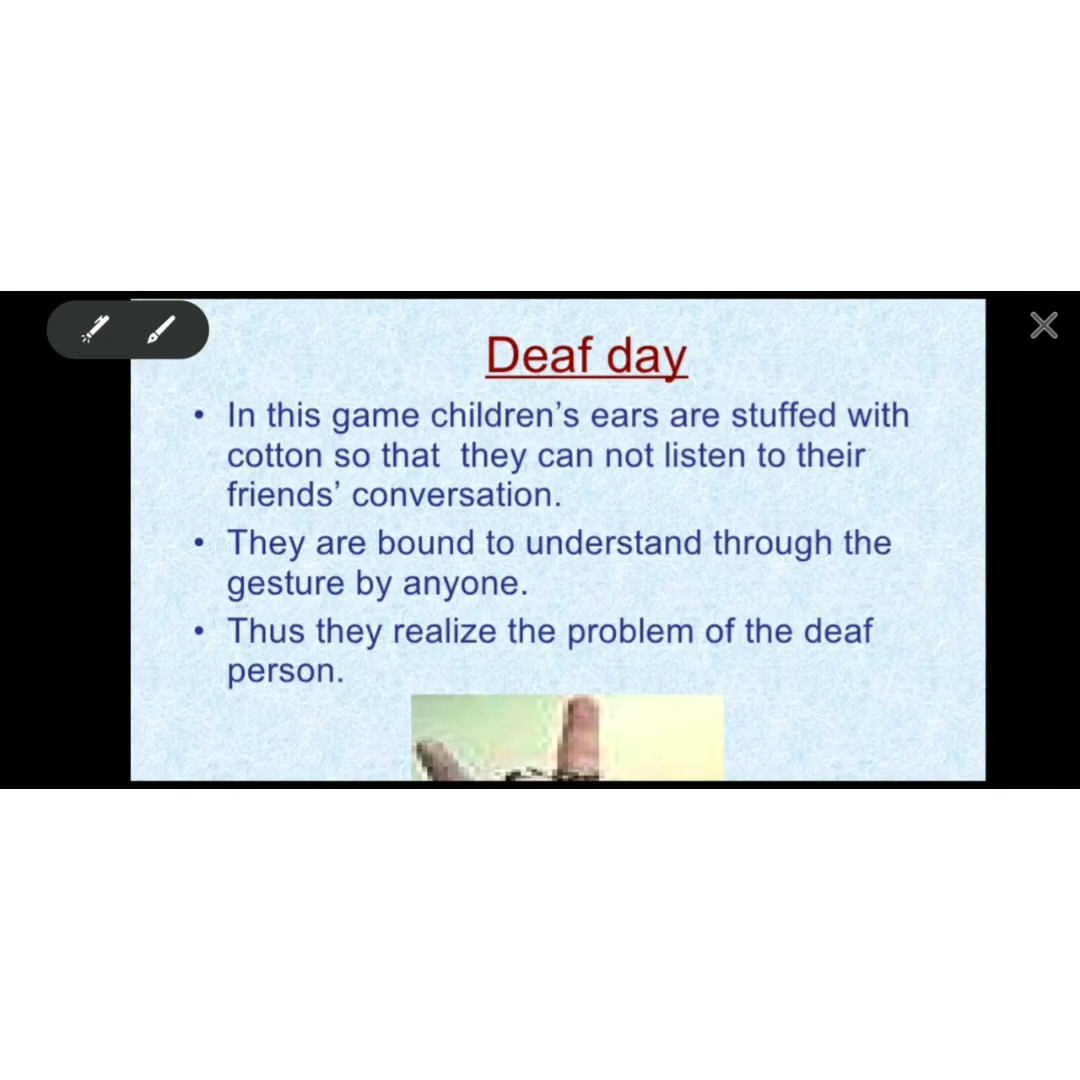 Deaf day
• In this game children's ears are stuffed with
cotton so that  they can not listen to their
friends' conversation.
• They are bound to understand through the
gesture by anyone.
• Thus they realize the problem of the deaf
person.